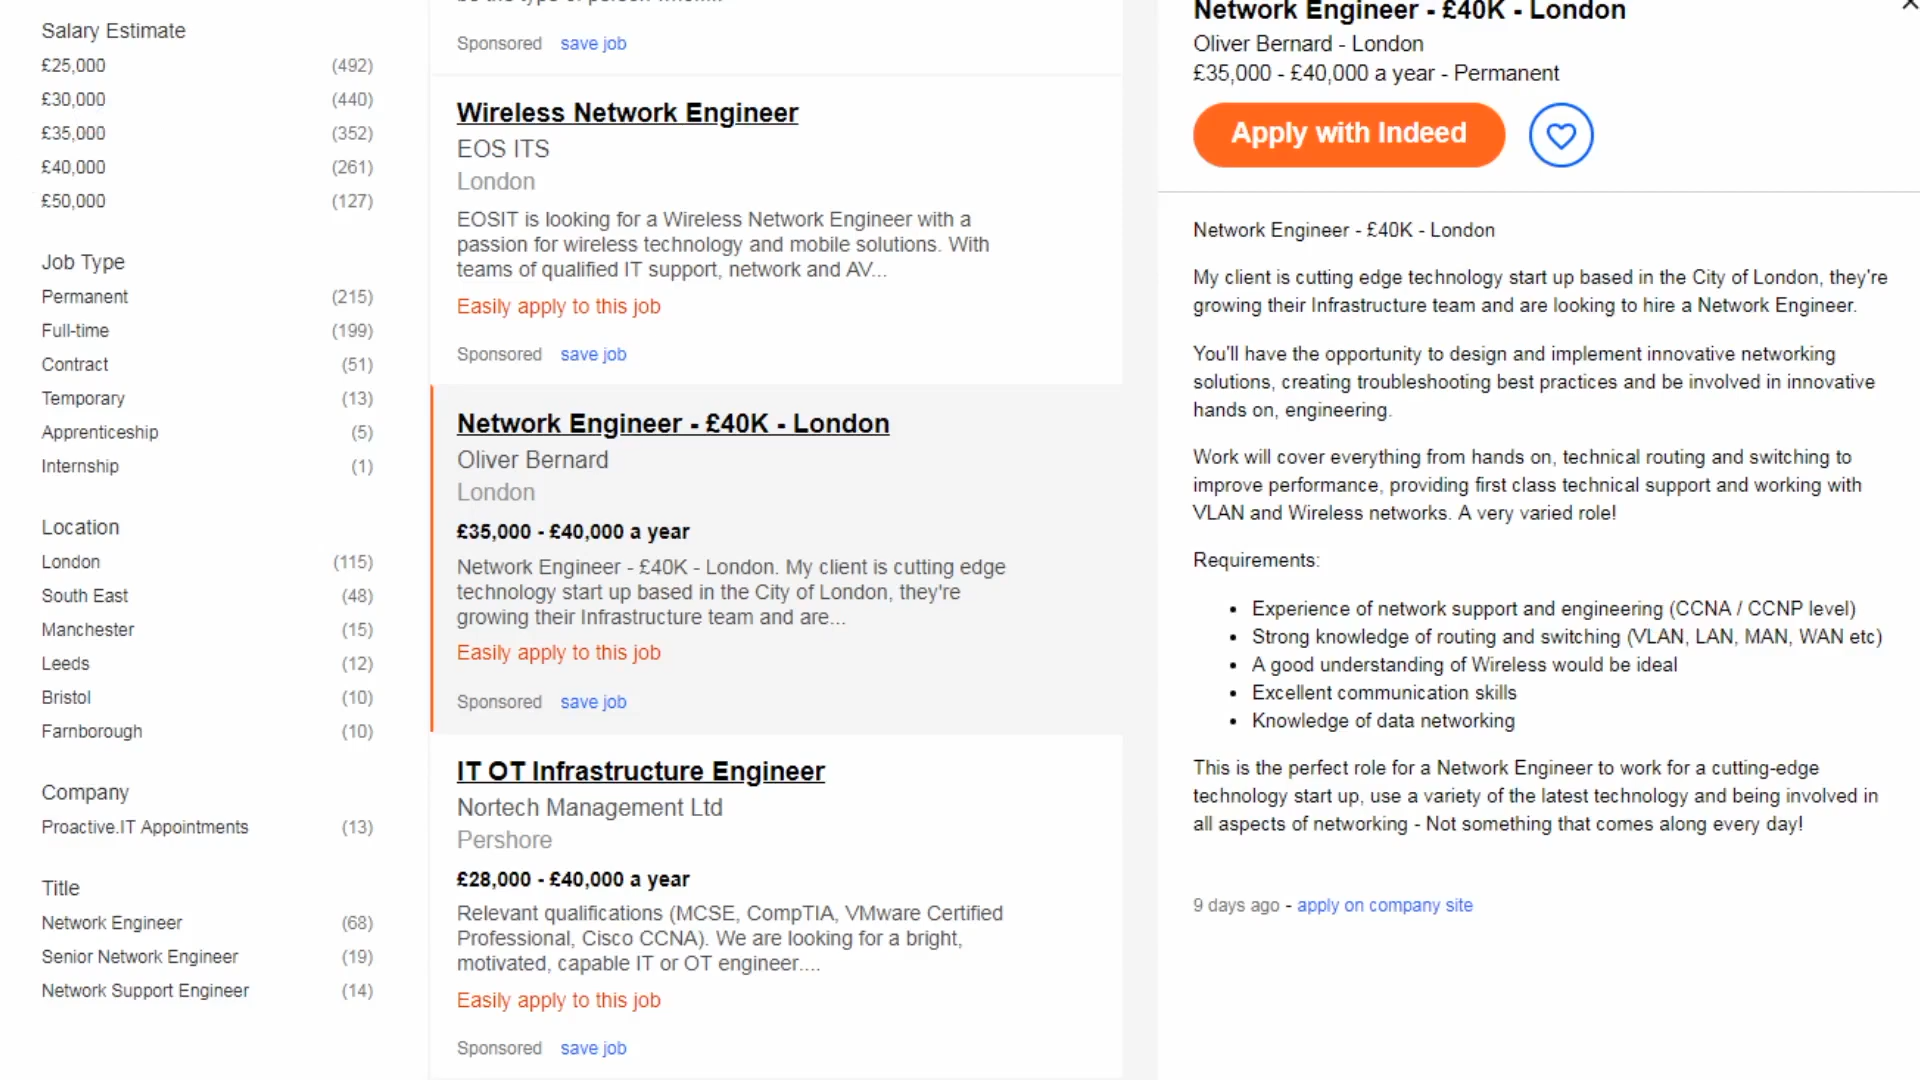 Salary Estimate
£25,000 (492)
£30,000 (440)
£35,000 (352)
£40,000 (261)
£50,000 (127)
Job Type
Permanent (215)
Full-time (199)
Contract (51)
Temporary (13)
Apprenticeship (5)
Internship (1)
Location
London (115)
South East (48)
Manchester (15)
Leeds (12)
Bristol (10)
Farnborough (10)
Company
Proactive.IT Appointments (13)
Title
Network Engineer (68)
Senior Network Engineer (19)
Network Support Engineer (14)
Sponsored save job
Wireless Network Engineer
EOS ITS
London
EOSIT is looking for a Wireless Network Engineer with a
passion for wireless technology and mobile solutions. With
teams of qualified IT support, network and AV...
Easily apply to this job
Sponsored save job
Network Engineer - £40K - London
Oliver Bernard
London
£35,000 - £40,000 a year
Network Engineer - £40K - London. My client is cutting edge
technology start up based in the City of London, they're
growing their Infrastructure team and are...
Easily apply to this job
Sponsored save job
IT OT Infrastructure Engineer
Nortech Management Ltd
Pershore
£28,000 - £40,000 a year
Relevant qualifications (MCSE, CompTIA, VMware Certified
Professional, Cisco CCNA). We are looking for a bright,
motivated, capable IT or OT engineer....
Easily apply to this job
Sponsored save job
Network Engineer - £40K - London
Oliver Bernard - London
£35,000 - £40,000 a year - Permanent
Apply with Indeed
Network Engineer - £40K - London
My client is cutting edge technology start up based in the City of London, they're
growing their Infrastructure team and are looking to hire a Network Engineer.
You'll have the opportunity to design and implement innovative networking
solutions, creating troubleshooting best practices and be involved in innovative
hands on, engineering.
Work will cover everything from hands on, technical routing and switching to
improve performance, providing first class technical support and working with
VLAN and Wireless networks. A very varied role!
Requirements:
• Experience of network support and engineering (CCNA / CCNP level)
• Strong knowledge of routing and switching (VLAN, LAN, MAN, WAN etc)
• A good understanding of Wireless would be ideal
• Excellent communication skills
• Knowledge of data networking
This is the perfect role for a Network Engineer to work for a cutting-edge
technology start up, use a variety of the latest technology and being involved in
all aspects of networking - Not something that comes along every day!
9 days ago - apply on company site